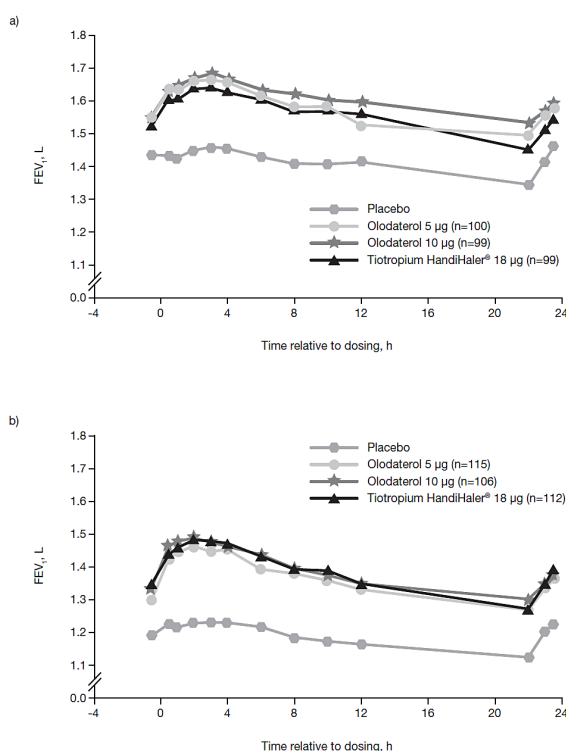 a)
1.8
1.7
1.6
1.5
1.4
1.3
1.2
1.1
0.0
FEV₁, L
Placebo
Olodaterol 5 µg (n=100)
Olodaterol 10 µg (n=99)
Tiotropium HandiHaler® 18 µg (n=99)
-4 0 4 8 12 16 20 24
Time relative to dosing, h
b)
1.8
1.7
1.6
1.5
1.4
1.3
1.2
1.1
0.0
FEV₁, L
Placebo
Olodaterol 5 µg (n=115)
Olodaterol 10 µg (n=106)
Tiotropium HandiHaler® 18 µg (n=112)
-4 0 4 8 12 16 20 24
Time relative to dosing, h